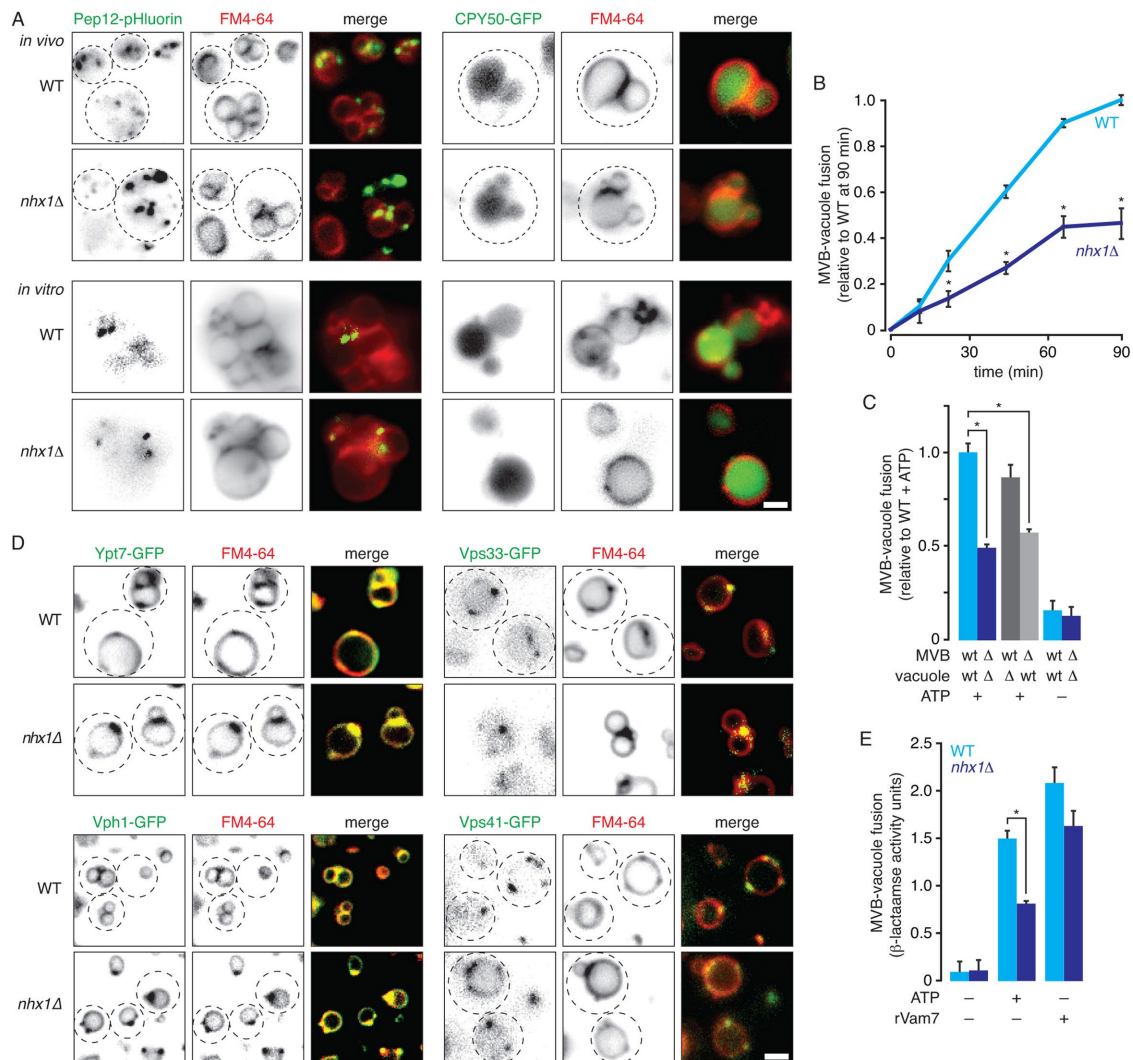 A
Pep12-pHluorin FM4-64 merge CPY50-GFP FM4-64 merge
in vivo
WT
nhx1Δ
in vitro
WT
nhx1Δ
B
MVB-vacuole fusion
(relative to WT at 90 min)
1.0
0.8
0.6
0.4
0.2
0
WT
nhx1Δ
* * * *
*
0 30 60 90
time (min)
C
MVB-vacuole fusion
(relative to WT + ATP)
1.0
0.5
0
*
*
MVB wt Δ wt Δ wt Δ
vacuole wt Δ Δ wt wt Δ
ATP + + –
D
Ypt7-GFP FM4-64 merge Vps33-GFP FM4-64 merge
WT
nhx1Δ
Vph1-GFP FM4-64 merge Vps41-GFP FM4-64 merge
WT
nhx1Δ
E
MVB-vacuole fusion
(β-lactaamse activity units)
2.5
2.0
1.5
1.0
0.5
0
WT
nhx1Δ
*
ATP – + –
rVam7 – – +